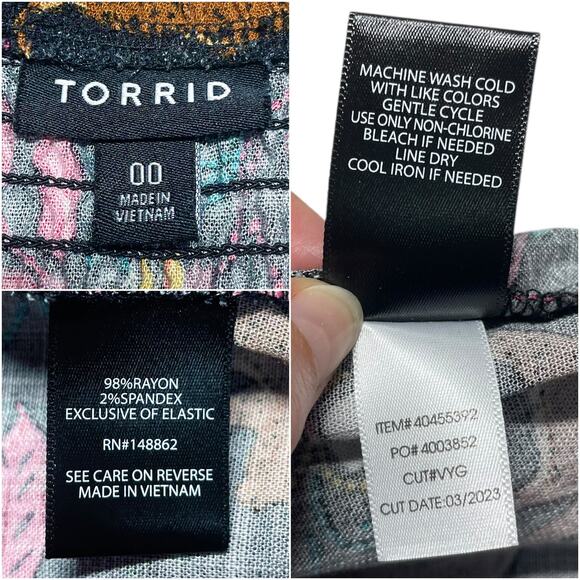 TORRID
00
MADE IN
VIETNAM
MACHINE WASH COLD
WITH LIKE COLORS
GENTLE CYCLE
USE ONLY NON-CHLORINE
BLEACH IF NEEDED
LINE DRY
COOL IRON IF NEEDED
98%RAYON
2%SPANDEX
EXCLUSIVE OF ELASTIC
RN#148862
SEE CARE ON REVERSE
MADE IN VIETNAM
ITEM#40455392
PO#4003852
CUT#VYG
CUT DATE:03/2023